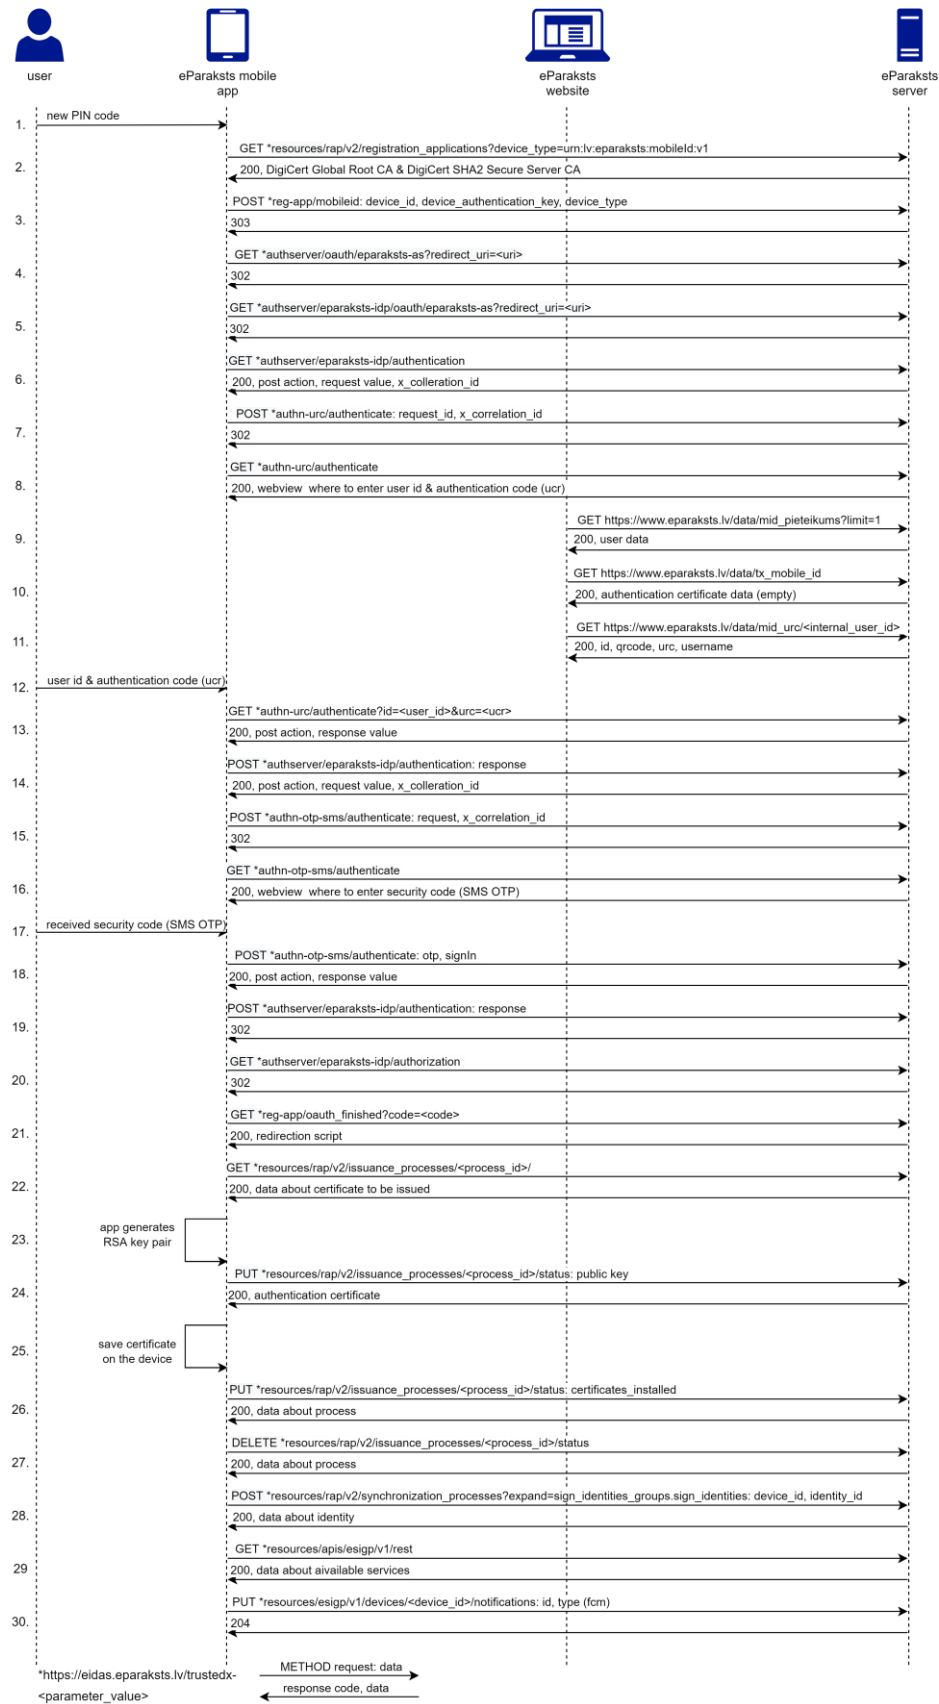 user
eParaksts mobile
app
eParaksts
website
eParaksts
server
1.
new PIN code
GET *resources/rap/v2/registration_applications?device_type=urn:lv:eparaksts:mobileId:v1
2.
200, DigiCert Global Root CA & DigiCert SHA2 Secure Server CA
POST *reg-app/mobileid: device_id, device_authentication_key, device_type
3.
303
GET *authserver/oauth/eparaksts-as?redirect_uri=<uri>
4.
302
GET *authserver/eparaksts-idp/oauth/eparaksts-as?redirect_uri=<uri>
5.
302
GET *authserver/eparaksts-idp/authentication
6.
200, post action, request value, x_colleration_id
POST *authn-urc/authenticate: request_id, x_correlation_id
7.
302
GET *authn-urc/authenticate
8.
200, webview where to enter user id & authentication code (ucr)
GET https://www.eparaksts.lv/data/mid_pieteikums?limit=1
9.
200, user data
GET https://www.eparaksts.lv/data/tx_mobile_id
10.
200, authentication certificate data (empty)
GET https://www.eparaksts.lv/data/mid_urc/<internal_user_id>
11.
200, id, qrcode, urc, username
12.
user id & authentication code (ucr)
GET *authn-urc/authenticate?id=<user_id>&urc=<ucr>
13.
200, post action, response value
POST *authserver/eparaksts-idp/authentication: response
14.
200, post action, request value, x_colleration_id
POST *authn-otp-sms/authenticate: request, x_correlation_id
15.
302
GET *authn-otp-sms/authenticate
16.
200, webview where to enter security code (SMS OTP)
17.
received security code (SMS OTP)
POST *authn-otp-sms/authenticate: otp, signIn
18.
200, post action, response value
POST *authserver/eparaksts-idp/authentication: response
19.
302
GET *authserver/eparaksts-idp/authorization
20.
302
GET *reg-app/oauth_finished?code=<code>
21.
200, redirection script
GET *resources/rap/v2/issuance_processes/<process_id>/
22.
200, data about certificate to be issued
app generates
RSA key pair
23.
PUT *resources/rap/v2/issuance_processes/<process_id>/status: public key
24.
200, authentication certificate
save certificate
on the device
25.
PUT *resources/rap/v2/issuance_processes/<process_id>/status: certificates_installed
26.
200, data about process
DELETE *resources/rap/v2/issuance_processes/<process_id>/status
27.
200, data about process
POST *resources/rap/v2/synchronization_processes?expand=sign_identities_groups.sign_identities: device_id, identity_id
28.
200, data about identity
GET *resources/apis/esigp/v1/rest
29
200, data about aivailable services
PUT *resources/esigp/v1/devices/<device_id>/notifications: id, type (fcm)
30.
204
*https://eidas.eparaksts.lv/trustedx-
<parameter_value>
METHOD request: data
response code, data